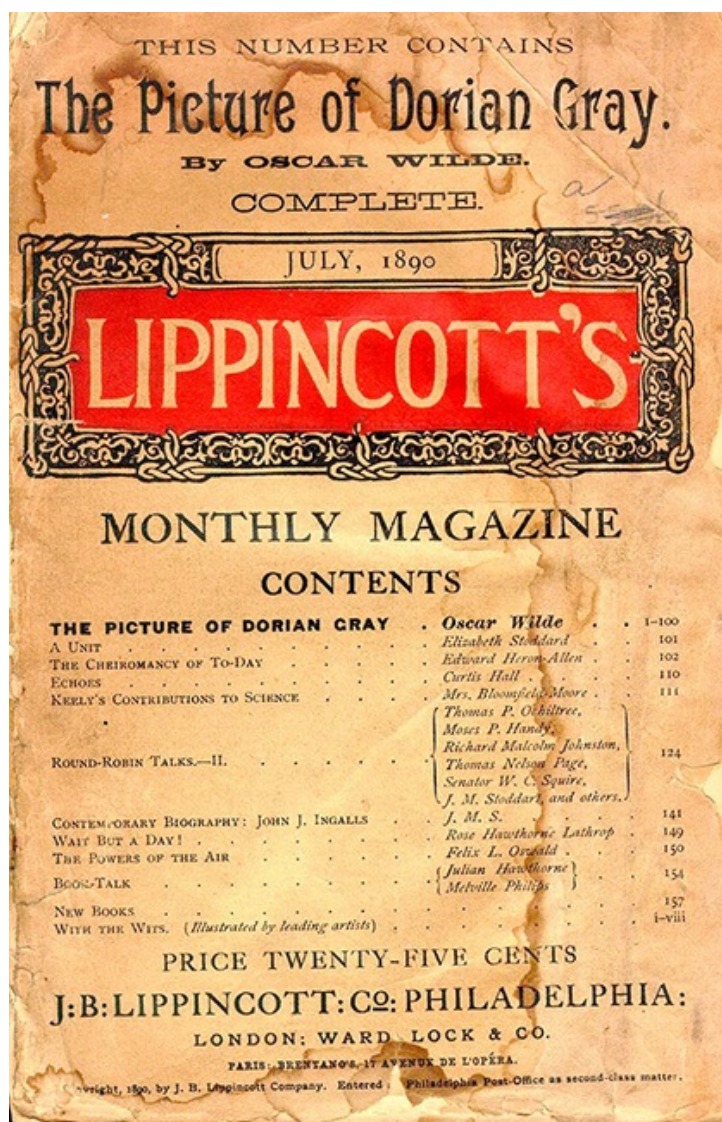 THIS NUMBER CONTAINS
The Picture of Dorian Gray.
By OSCAR WILDE.
COMPLETE.
JULY, 1890
LIPPINCOTT'S
MONTHLY MAGAZINE
CONTENTS
THE PICTURE OF DORIAN GRAY . Oscar Wilde . . 1-100
A UNIT . . . . . . . . Elizabeth Stoddard . . 101
THE CHEIROMANCY OF TO-DAY . . . . . Edward Heron-Allen . . 102
ECHOES . . . . . . . . Curtis Hall . . . . 110
KEELY'S CONTRIBUTIONS TO SCIENCE . . . . Mrs. Bloomfield-Moore . . 111
ROUND-ROBIN TALKS.—II. . . . . . Thomas P. Ochiltree,
Moses P. Handy,
Richard Malcolm Johnston,
Thomas Nelson Page,
Senator W. C. Squire,
J. M. Stoddart, and others. 124
CONTEMPORARY BIOGRAPHY: JOHN J. INGALLS . . J. M. S. . . . . 141
WAIT BUT A DAY! . . . . . . Rose Hawthorne Lathrop . . 149
THE POWERS OF THE AIR . . . . . Felix L. Oswald . . . 150
BOOK-TALK . . . . . . . Julian Hawthorne
Melville Philips . . 154
NEW BOOKS . . . . . . . . . . . 157
WITH THE WITS. (Illustrated by leading artists) . . . . . . i-viii
PRICE TWENTY-FIVE CENTS
J:B:LIPPINCOTT:Co:PHILADELPHIA:
LONDON: WARD LOCK & CO.
PARIS: BRENTANO'S, 17 AVENUE DE L'OPÉRA.
Copyright, 1890, by J. B. Lippincott Company. Entered Philadelphia Post-Office as second-class matter.